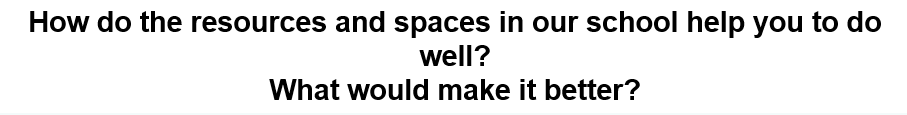 How do the resources and spaces in our school help you to do
well?
What would make it better?